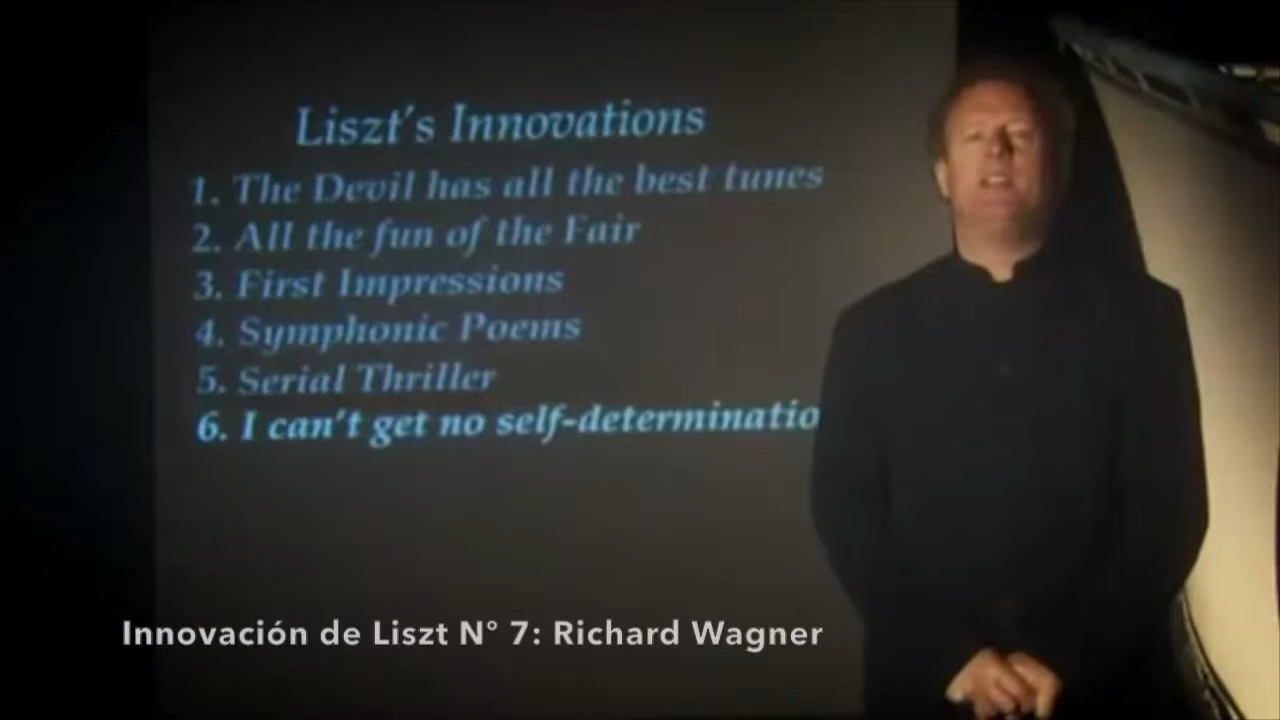 Liszt's Innovations
1. The Devil has all the best tunes
2. All the fun of the Fair
3. First Impressions
4. Symphonic Poems
5. Serial Thriller
6. I can't get no self-determinatio
Innovación de Liszt N° 7: Richard Wagner